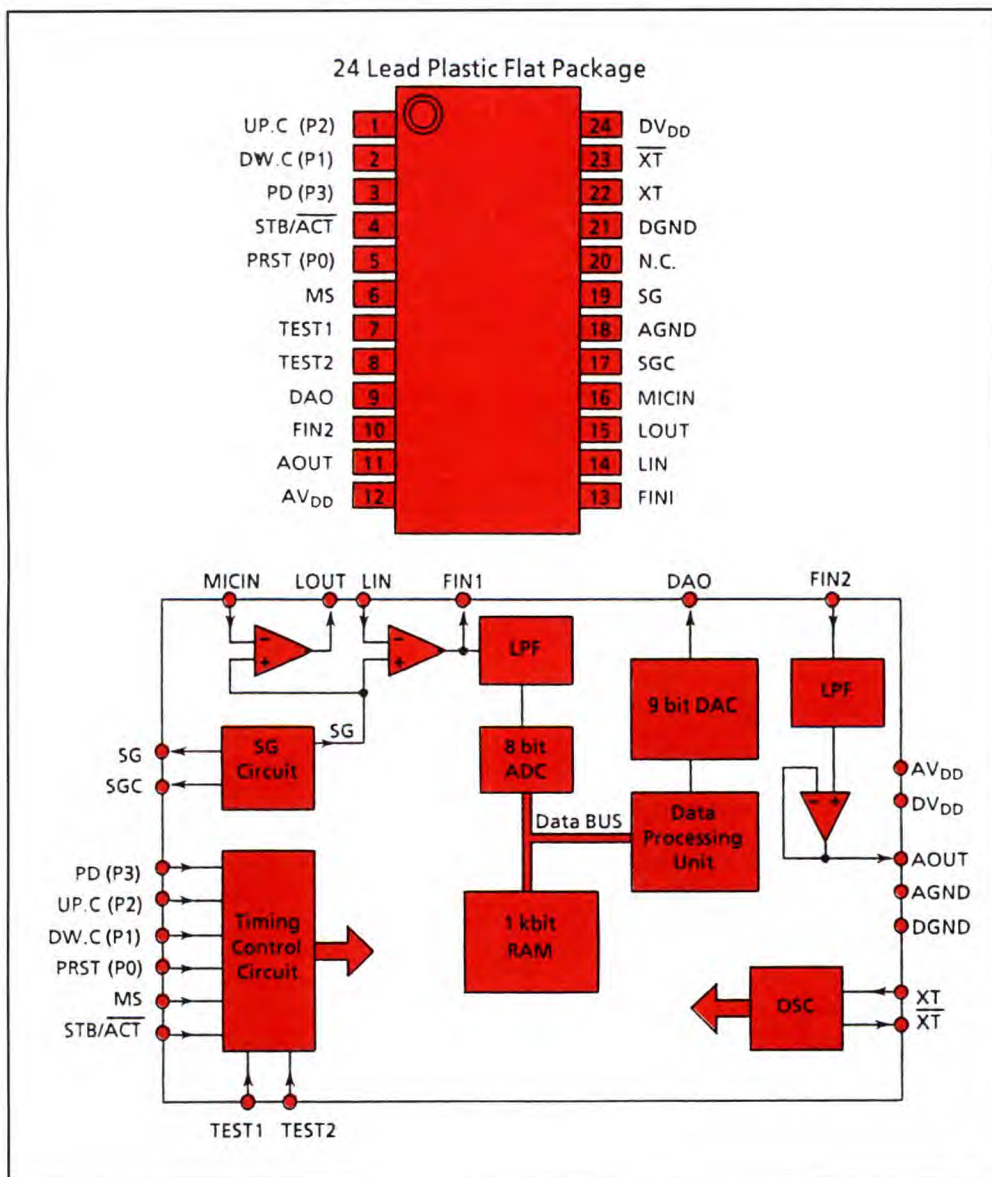 24 Lead Plastic Flat Package
UP.C (P2) 1 24 DVDD
DW.C (P1) 2 23 X̅T̅
PD (P3) 3 22 XT
STB/A̅C̅T̅ 4 21 DGND
PRST (P0) 5 20 N.C.
MS 6 19 SG
TEST1 7 18 AGND
TEST2 8 17 SGC
DAO 9 16 MICIN
FIN2 10 15 LOUT
AOUT 11 14 LIN
AVDD 12 13 FINI
MICIN LOUT LIN FIN1 DAO FIN2
- + - + LPF 9 bit DAC LPF
SG SG Circuit SG 8 bit ADC
SGC
AVDD
DVDD
Data BUS Data Processing Unit - +
PD (P3) AOUT
UP.C (P2) Timing Control Circuit 1 kbit RAM AGND
DW.C (P1) DGND
PRST (P0)
MS OSC XT
STB/A̅C̅T̅ X̅T̅
TEST1 TEST2